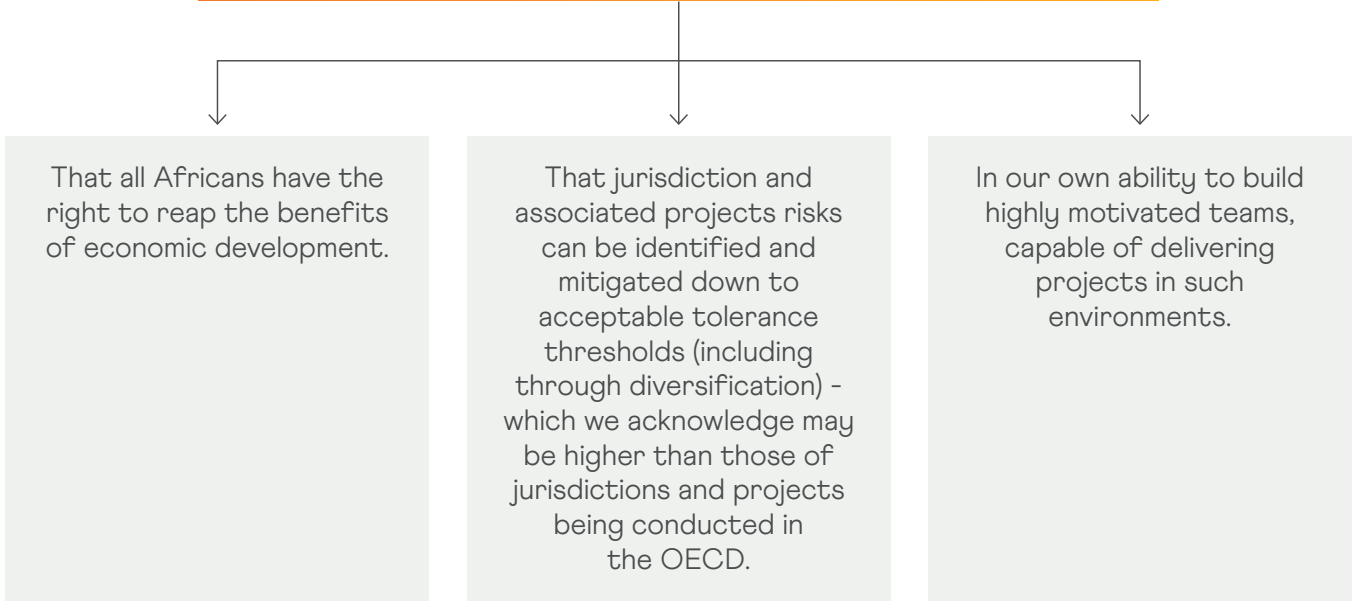 That all Africans have the
right to reap the benefits
of economic development.
That jurisdiction and
associated projects risks
can be identified and
mitigated down to
acceptable tolerance
thresholds (including
through diversification) -
which we acknowledge may
be higher than those of
jurisdictions and projects
being conducted in
the OECD.
In our own ability to build
highly motivated teams,
capable of delivering
projects in such
environments.